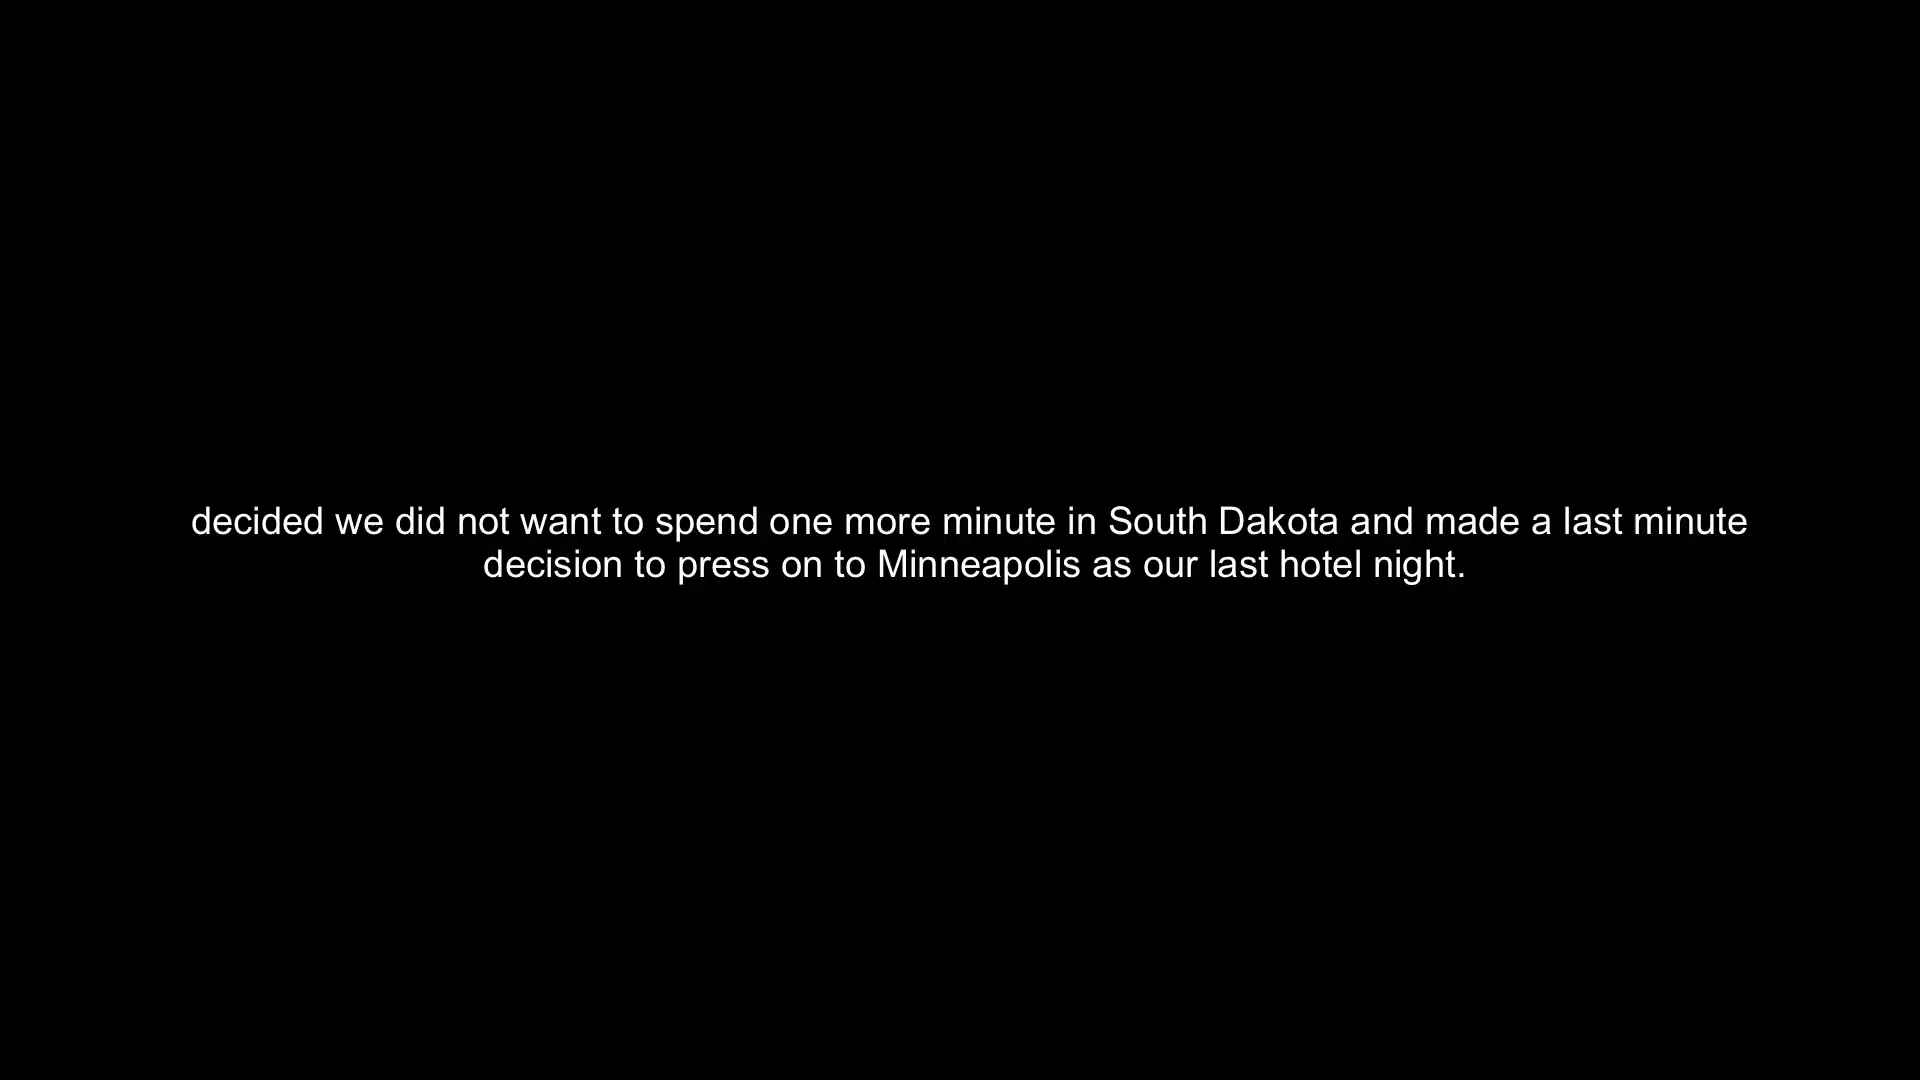 decided we did not want to spend one more minute in South Dakota and made a last minute
decision to press on to Minneapolis as our last hotel night.